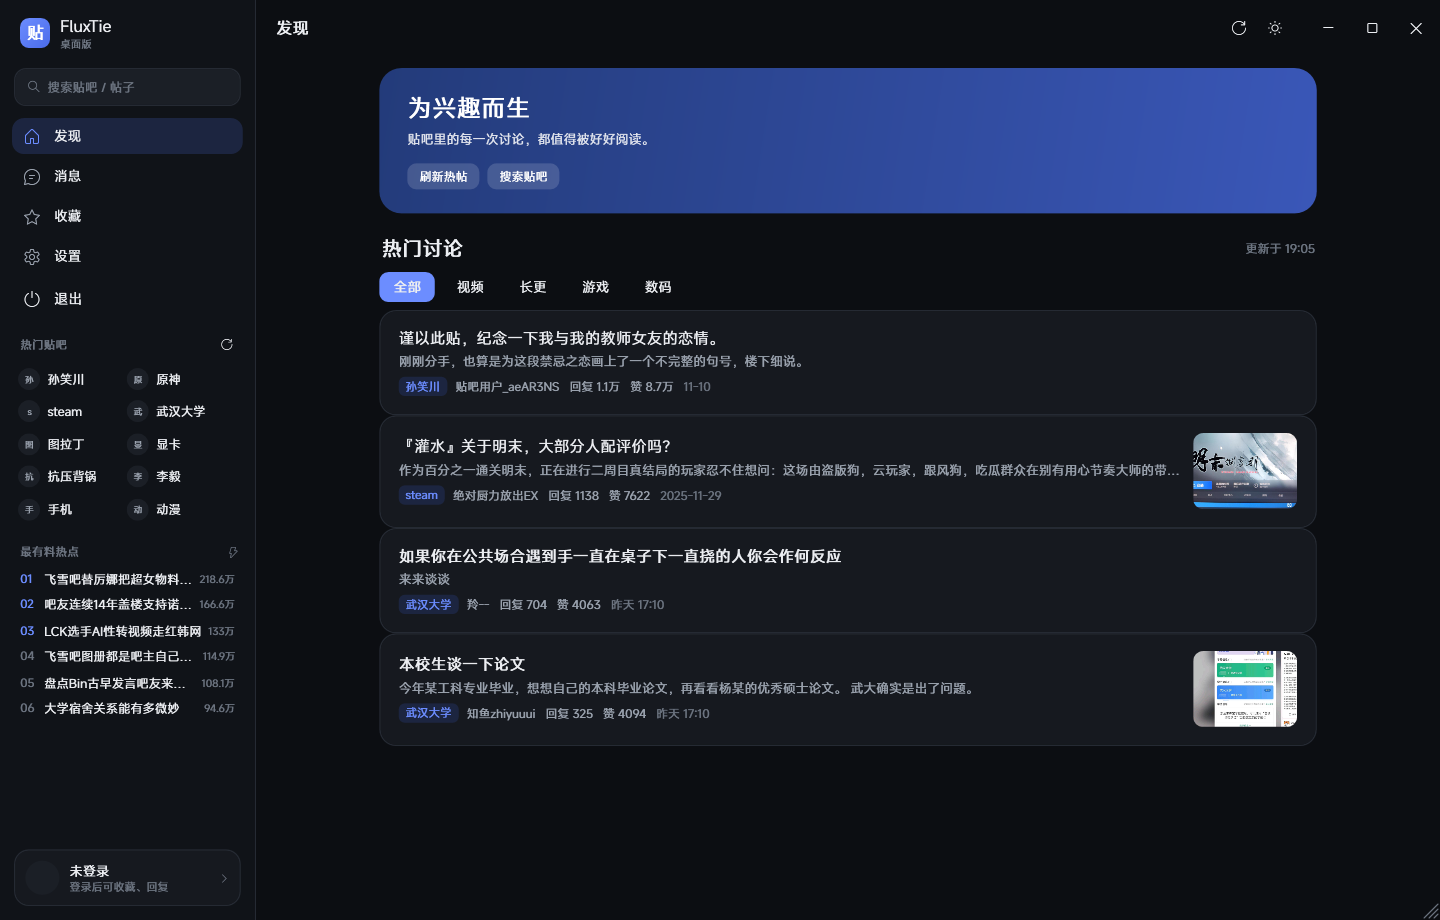 贴
FluxTie
桌面版
搜索贴吧 / 帖子
发现
消息
收藏
设置
退出
热门贴吧
孙 孙笑川
原 原神
s steam
武 武汉大学
图 图拉丁
显 显卡
抗 抗压背锅
李 李毅
手 手机
动 动漫
最有料热点
01 飞雪吧替厉娜把超女物料... 218.6万
02 吧友连续14年盖楼支持诺... 166.6万
03 LCK选手AI性转视频走红韩网 133万
04 飞雪吧图册都是吧主自己... 114.9万
05 盘点Bin古早发言吧友来... 108.1万
06 大学宿舍关系能有多微妙 94.6万
未登录
登录后可收藏、回复
发现
为兴趣而生
贴吧里的每一次讨论，都值得被好好阅读。
刷新热帖 搜索贴吧
热门讨论
更新于 19:05
全部 视频 长更 游戏 数码
谨以此贴，纪念一下我与我的教师女友的恋情。
刚刚分手，也算是为这段禁忌之恋画上了一个不完整的句号，楼下细说。
孙笑川 贴吧用户_aeAR3NS 回复 1.1万 赞 8.7万 11-10
『灌水』关于明末，大部分人配评价吗？
作为百分之一通关明末，正在进行二周目真结局的玩家忍不住想问：这场由盗版狗，云玩家，跟风狗，吃瓜群众在别有用心节奏大师的带...
steam 绝对厨力放出EX 回复 1138 赞 7622 2025-11-29
如果你在公共场合遇到手一直在桌子下一直挠的人你会作何反应
来来谈谈
武汉大学 羚一 回复 704 赞 4063 昨天 17:10
本校生谈一下论文
今年某工科专业毕业，想想自己的本科毕业论文，再看看杨某的优秀硕士论文。 武大确实是出了问题。
武汉大学 知鱼zhiyuuui 回复 325 赞 4094 昨天 17:10